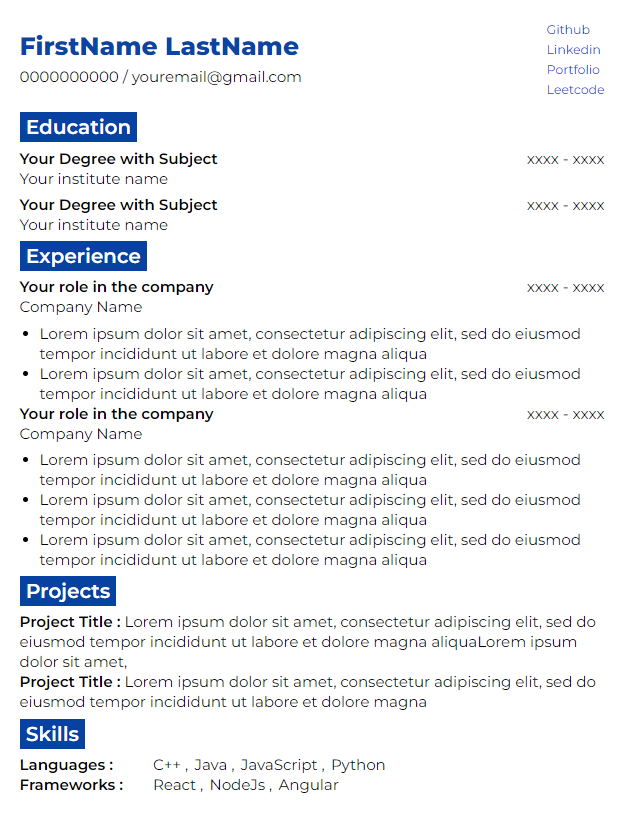 FirstName LastName
0000000000 / youremail@gmail.com
Github
Linkedin
Portfolio
Leetcode
Education
Your Degree with Subject xxxx - xxxx
Your institute name
Your Degree with Subject xxxx - xxxx
Your institute name
Experience
Your role in the company xxxx - xxxx
Company Name
• Lorem ipsum dolor sit amet, consectetur adipiscing elit, sed do eiusmod
tempor incididunt ut labore et dolore magna aliqua
• Lorem ipsum dolor sit amet, consectetur adipiscing elit, sed do eiusmod
tempor incididunt ut labore et dolore magna aliqua
Your role in the company xxxx - xxxx
Company Name
• Lorem ipsum dolor sit amet, consectetur adipiscing elit, sed do eiusmod
tempor incididunt ut labore et dolore magna aliqua
• Lorem ipsum dolor sit amet, consectetur adipiscing elit, sed do eiusmod
tempor incididunt ut labore et dolore magna aliqua
• Lorem ipsum dolor sit amet, consectetur adipiscing elit, sed do eiusmod
tempor incididunt ut labore et dolore magna aliqua
Projects
Project Title : Lorem ipsum dolor sit amet, consectetur adipiscing elit, sed do
eiusmod tempor incididunt ut labore et dolore magna aliquaLorem ipsum
dolor sit amet,
Project Title : Lorem ipsum dolor sit amet, consectetur adipiscing elit, sed do
eiusmod tempor incididunt ut labore et dolore magna
Skills
Languages : C++ , Java , JavaScript , Python
Frameworks : React , NodeJs , Angular